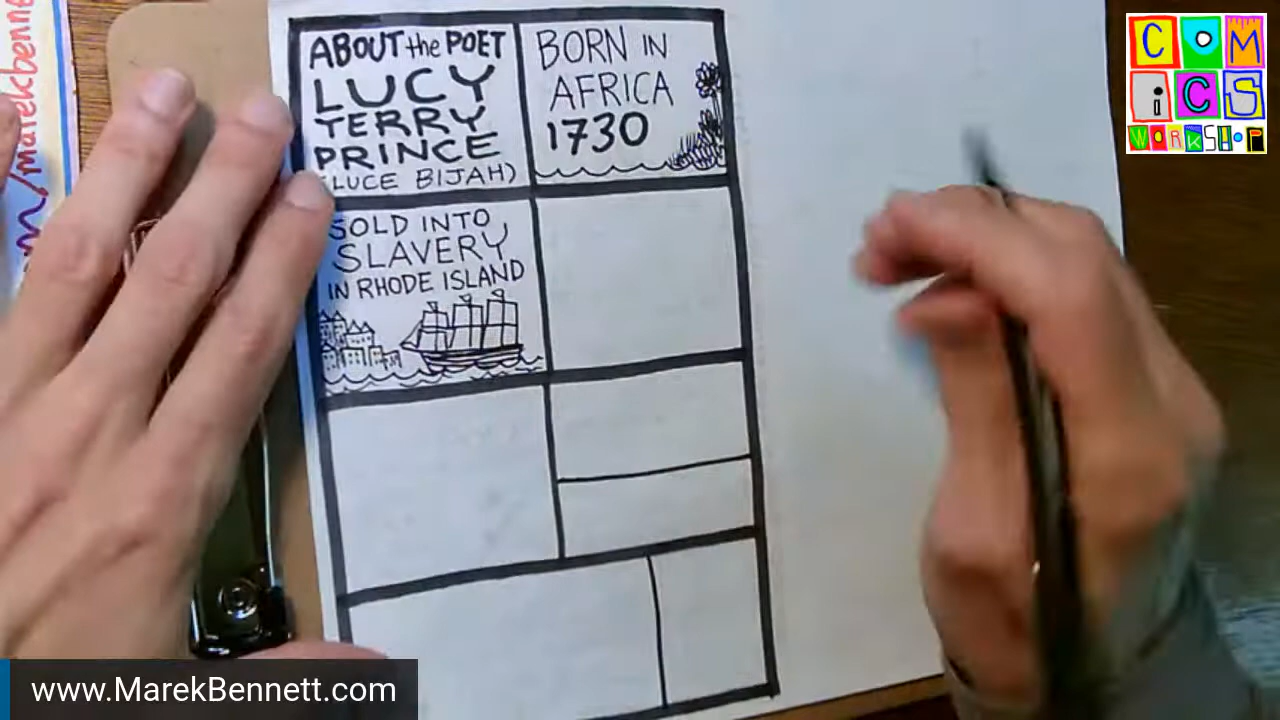 ABOUT the POET
LUCY
TERRY
PRINCE
(LUCE BIJAH)
BORN IN
AFRICA
1730
SOLD INTO
SLAVERY
IN RHODE ISLAND
COMiCS
WORKSHOP
/marekbenne
www.MarekBennett.com